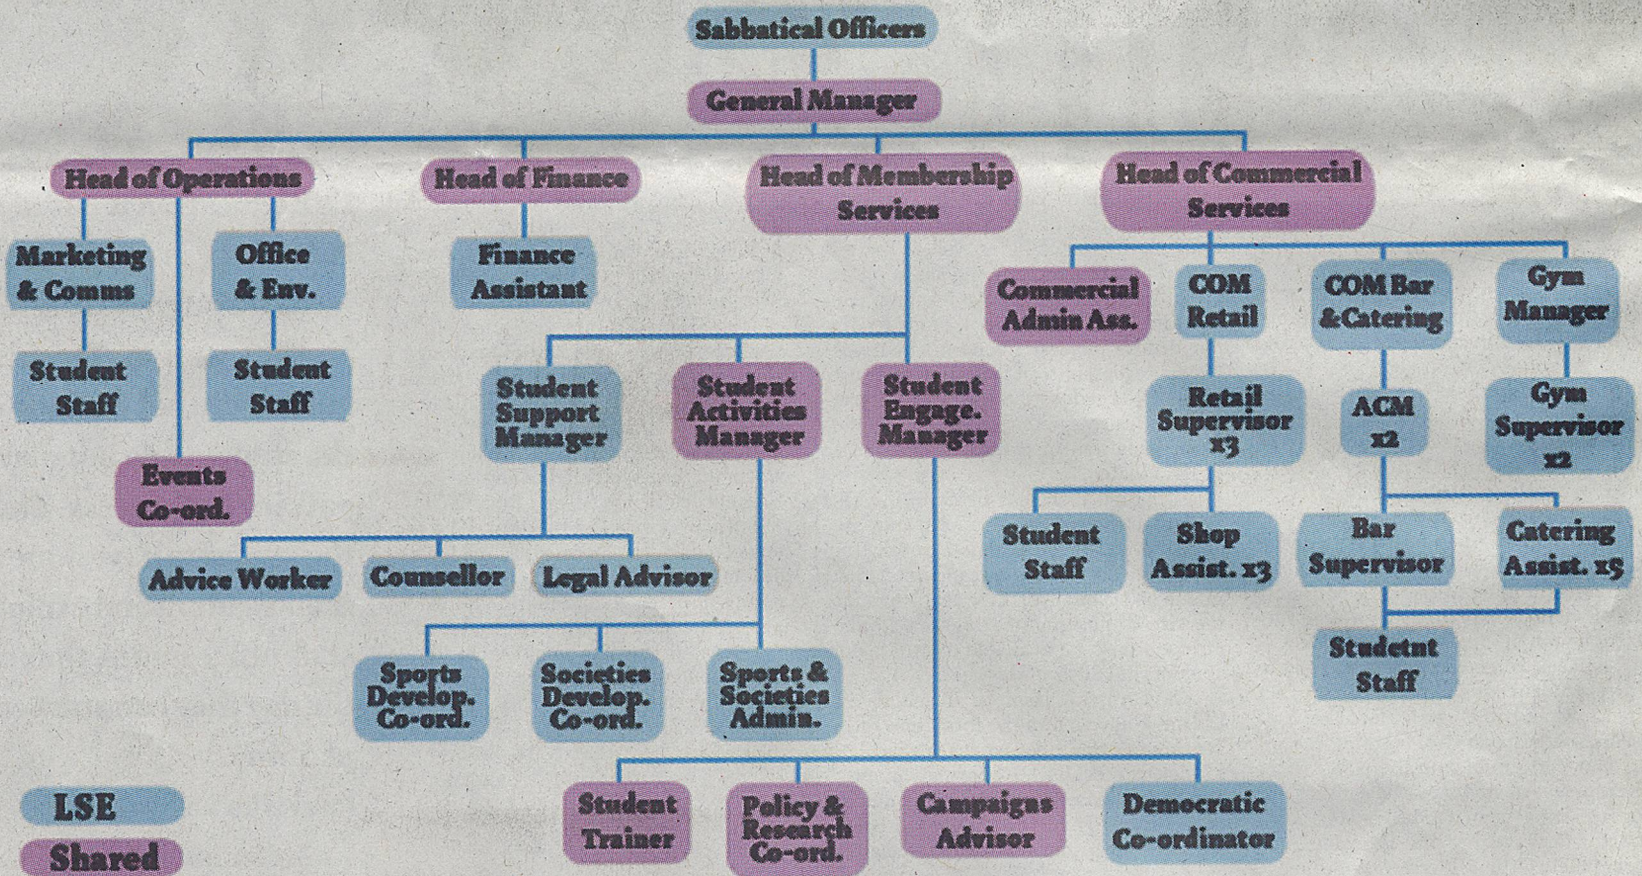 Sabbatical Officers
General Manager
Head of Operations
Head of Finance
Head of Membership
Services
Head of Commercial
Services
Marketing
& Comms
Office
& Env.
Finance
Assistant
Commercial
Admin Ass.
COM
Retail
COM Bar
&Catering
Gym
Manager
Student
Staff
Student
Staff
Student
Support
Manager
Student
Activities
Manager
Student
Engage.
Manager
Retail
Supervisor
x3
ACM
x2
Gym
Supervisor
x2
Events
Co-ord.
Student
Staff
Shop
Assist. x3
Bar
Supervisor
Catering
Assist. x5
Advice Worker
Counsellor
Legal Advisor
Studetnt
Staff
Sports
Develop.
Co-ord.
Societies
Develop.
Co-ord.
Sports &
Societies
Admin.
Student
Trainer
Policy &
Research
Co-ord.
Campaigns
Advisor
Democratic
Co-ordinator
LSE
Shared